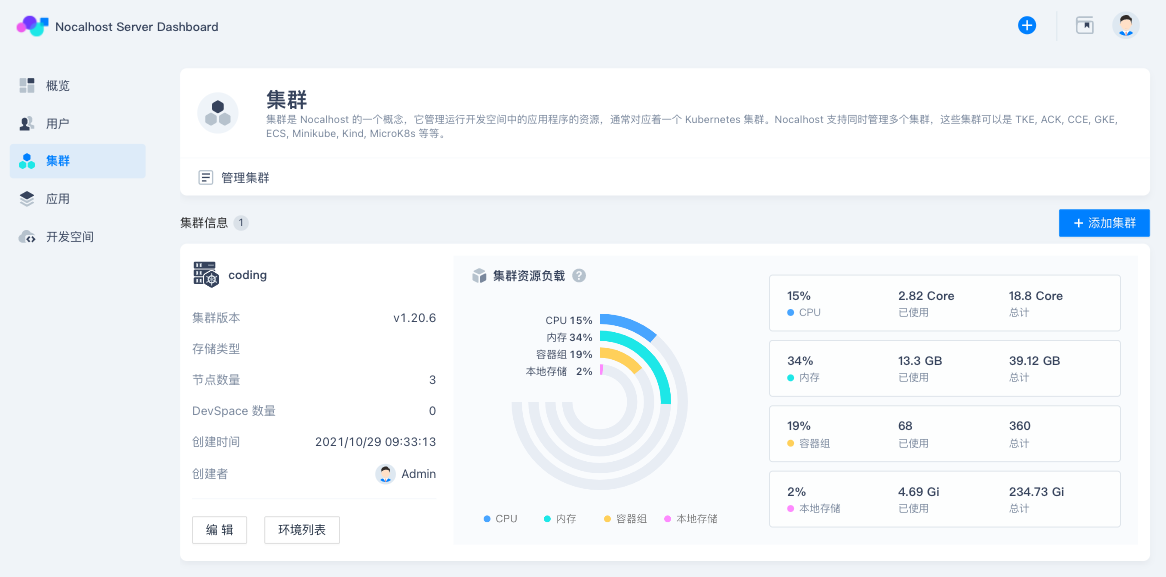 Nocalhost Server Dashboard
概览
用户
集群
应用
开发空间
集群
集群是 Nocalhost 的一个概念，它管理运行开发空间中的应用程序的资源，通常对应着一个 Kubernetes 集群。Nocalhost 支持同时管理多个集群，这些集群可以是 TKE, ACK, CCE, GKE,
ECS, Minikube, Kind, MicroK8s 等等。
管理集群
集群信息 1
+ 添加集群
coding
集群版本 v1.20.6
存储类型
节点数量 3
DevSpace 数量 0
创建时间 2021/10/29 09:33:13
创建者 Admin
编 辑 环境列表
集群资源负载 ?
CPU 15%
内存 34%
容器组 19%
本地存储 2%
CPU 内存 容器组 本地存储
15% 2.82 Core 18.8 Core
CPU 已使用 总计
34% 13.3 GB 39.12 GB
内存 已使用 总计
19% 68 360
容器组 已使用 总计
2% 4.69 Gi 234.73 Gi
本地存储 已使用 总计